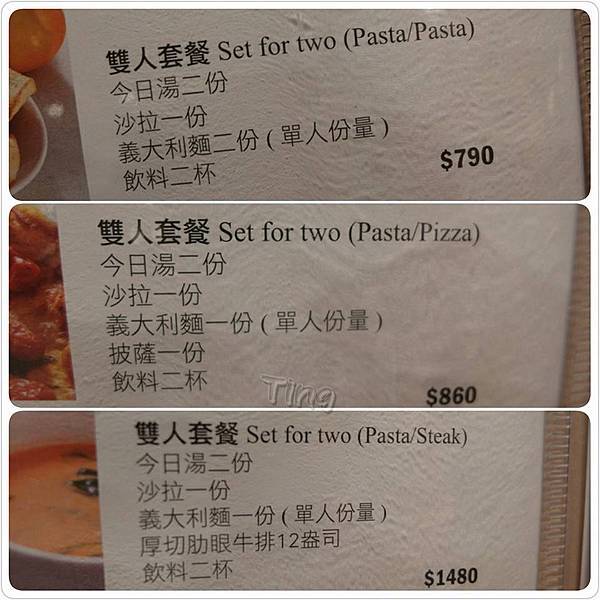 雙人套餐 Set for two (Pasta/Pasta)
今日湯二份
沙拉一份
義大利麵二份 ( 單人份量 )
飲料二杯
$790
雙人套餐 Set for two (Pasta/Pizza)
今日湯二份
沙拉一份
義大利麵一份 ( 單人份量 )
披薩一份
飲料二杯
Ting
$860
雙人套餐 Set for two (Pasta/Steak)
今日湯二份
沙拉一份
義大利麵一份 ( 單人份量 )
厚切肋眼牛排12盎司
飲料二杯
$1480